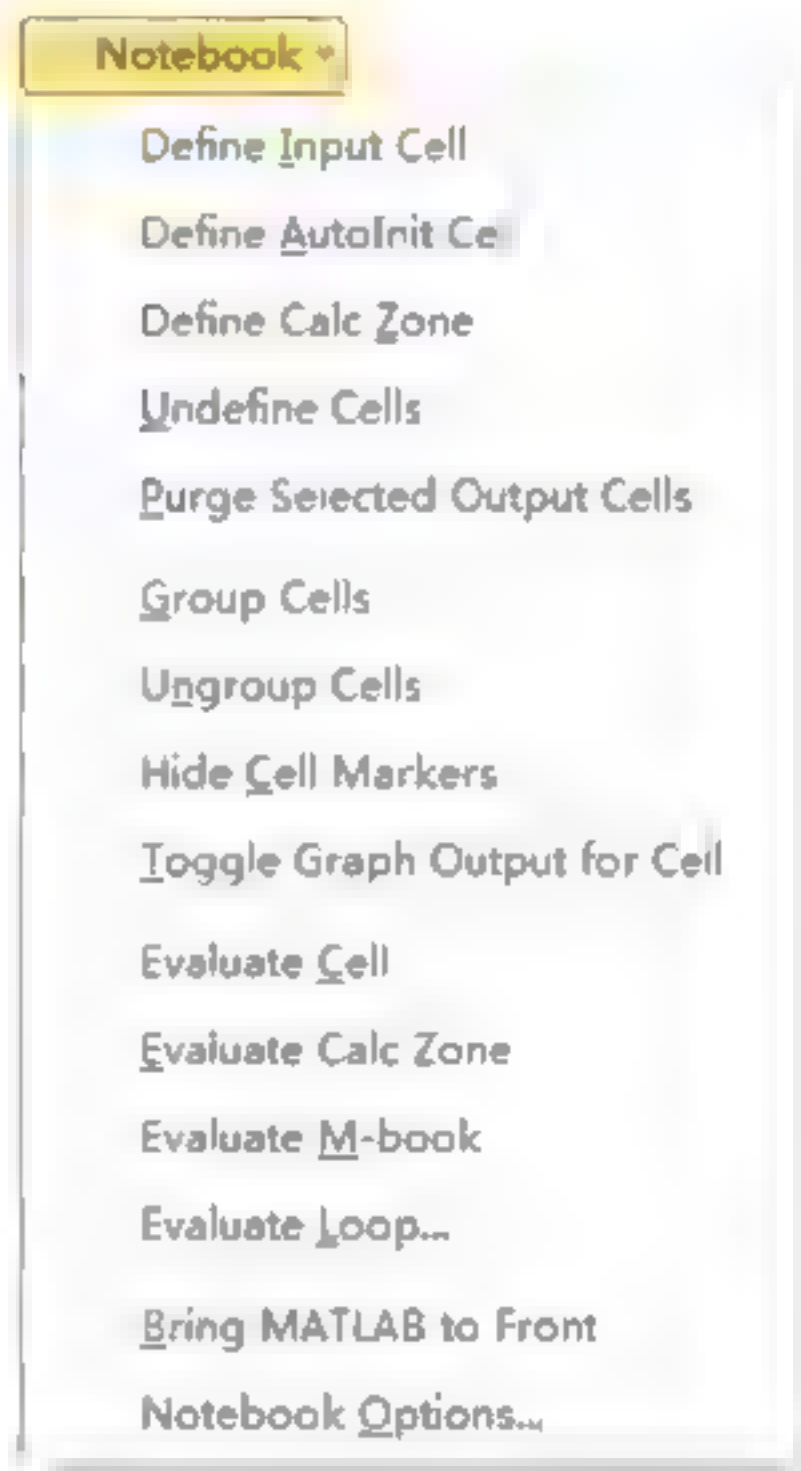 Notebook
Define Input Cell
Define AutoInit Cell
Define Calc Zone
Undefine Cells
Purge Selected Output Cells
Group Cells
Ungroup Cells
Hide Cell Markers
Toggle Graph Output for Cell
Evaluate Cell
Evaluate Calc Zone
Evaluate M-book
Evaluate Loop...
Bring MATLAB to Front
Notebook Options...